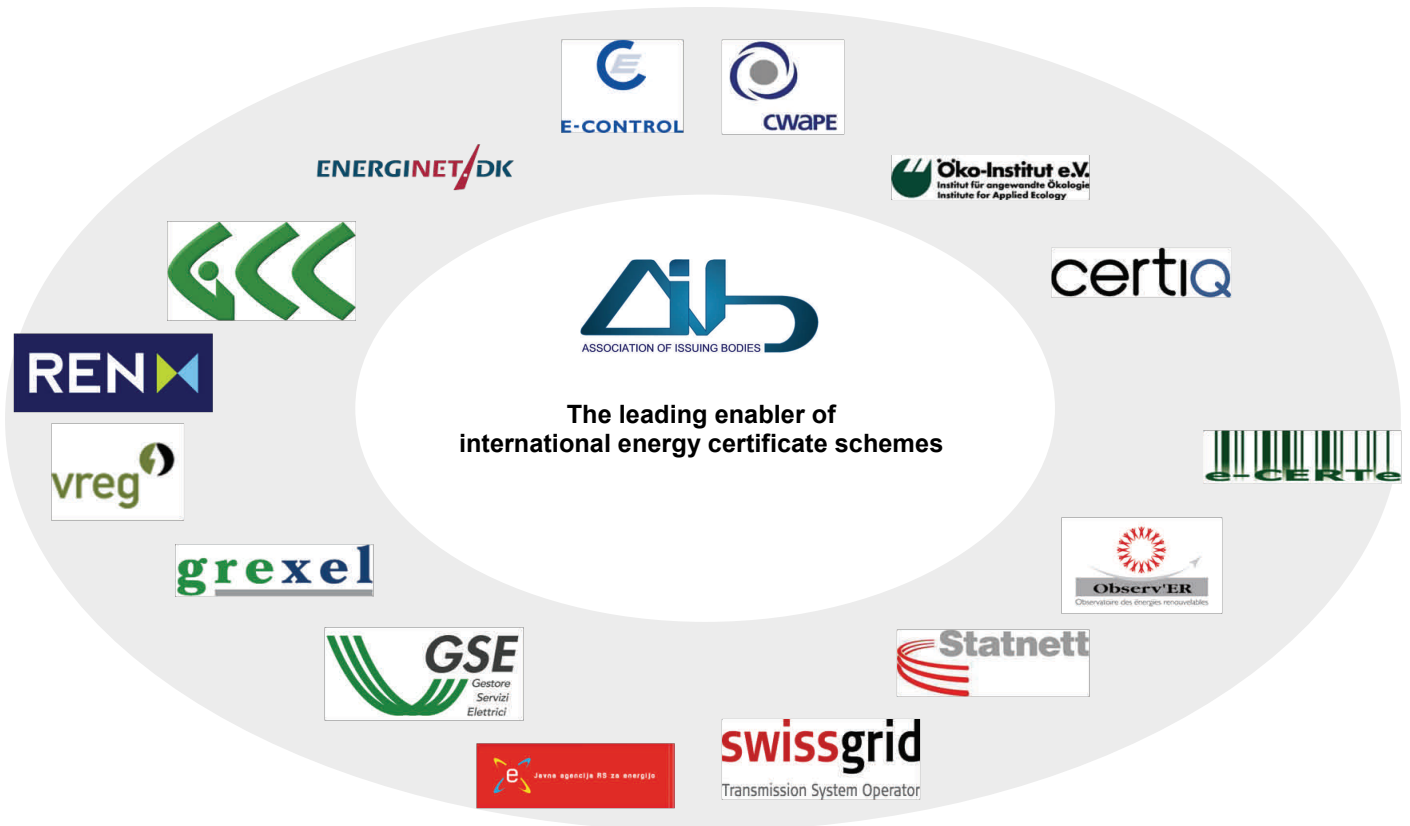 E-CONTROL
CWaPE
ENERGINET/DK
Öko-Institut e.V.
Institut für angewandte Ökologie
Institute for Applied Ecology
GCC
certiQ
aib
ASSOCIATION OF ISSUING BODIES
REN
The leading enabler of
international energy certificate schemes
vreg
e-CERTe
grexel
Observ'ER
Observatoire des énergies renouvelables
GSE
Gestore
Servizi
Elettrici
Statnett
e Javna agencija RS za energijo
swissgrid
Transmission System Operator